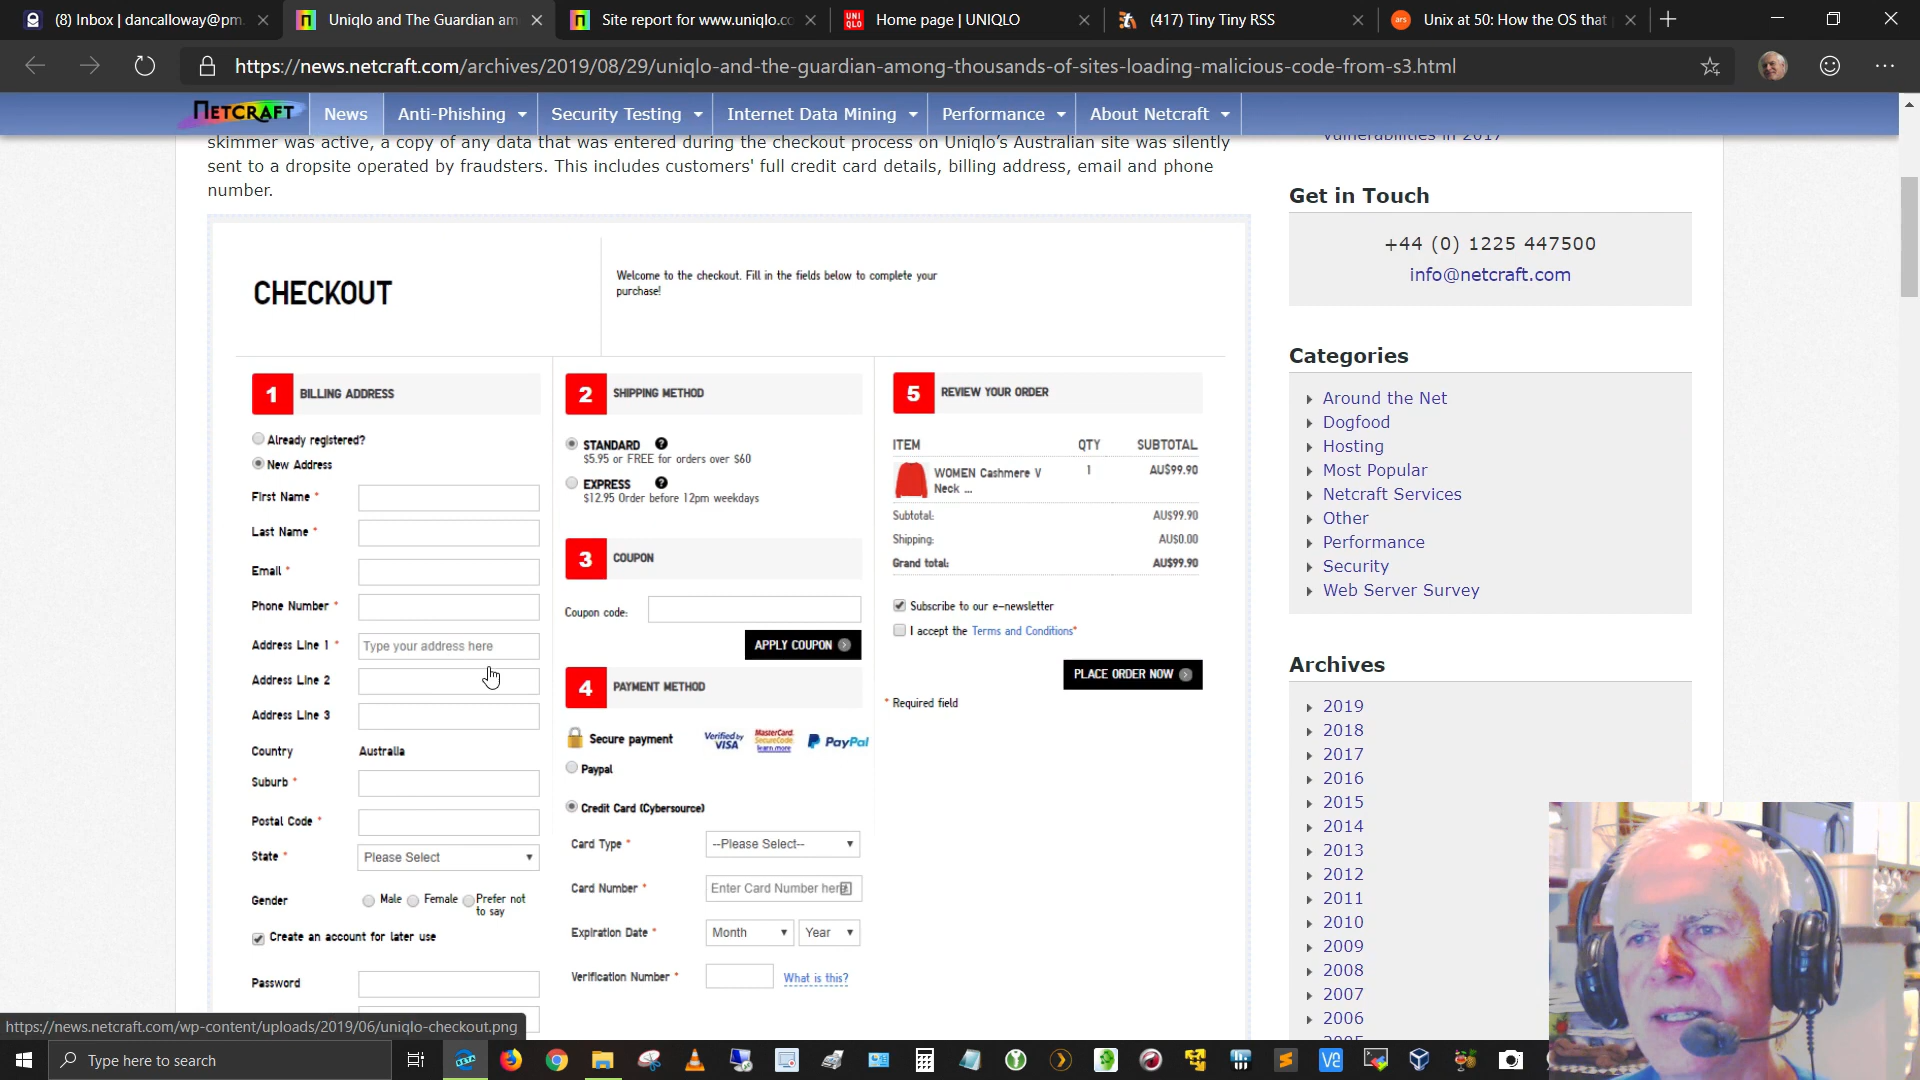 (8) Inbox | dancalloway@pm.
Uniqlo and The Guardian am
Site report for www.uniqlo.co
UNI QLO
Home page | UNIQLO
(417) Tiny Tiny RSS
ars
Unix at 50: How the OS that
https://news.netcraft.com/archives/2019/08/29/uniqlo-and-the-guardian-among-thousands-of-sites-loading-malicious-code-from-s3.html
NETCRAFT
News
Anti-Phishing
Security Testing
Internet Data Mining
Performance
About Netcraft
skimmer was active, a copy of any data that was entered during the checkout process on Uniqlo's Australian site was silently
sent to a dropsite operated by fraudsters. This includes customers' full credit card details, billing address, email and phone
number.
CHECKOUT
Welcome to the checkout. Fill in the fields below to complete your
purchase!
1 BILLING ADDRESS
Already registered?
New Address
First Name *
Last Name *
Email *
Phone Number *
Address Line 1 * Type your address here
Address Line 2
Address Line 3
Country Australia
Suburb *
Postal Code *
State * Please Select
Gender Male Female Prefer not
to say
Create an account for later use
Password
2 SHIPPING METHOD
STANDARD ?
$5.95 or FREE for orders over $60
EXPRESS ?
$12.95 Order before 12pm weekdays
3 COUPON
Coupon code:
APPLY COUPON
4 PAYMENT METHOD
Secure payment
Verified by VISA
MasterCard. SecureCode learn more
PayPal
Paypal
Credit Card (Cybersource)
Card Type * --Please Select--
Card Number * Enter Card Number here
Expiration Date * Month Year
Verification Number * What is this?
5 REVIEW YOUR ORDER
ITEM QTY SUBTOTAL
WOMEN Cashmere V 1 AU$99.90
Neck ...
Subtotal: AU$99.90
Shipping: AU$0.00
Grand total: AU$99.90
Subscribe to our e-newsletter
I accept the Terms and Conditions*
PLACE ORDER NOW
* Required field
vulnerabilities in 2017
Get in Touch
+44 (0) 1225 447500
info@netcraft.com
Categories
Around the Net
Dogfood
Hosting
Most Popular
Netcraft Services
Other
Performance
Security
Web Server Survey
Archives
2019
2018
2017
2016
2015
2014
2013
2012
2011
2010
2009
2008
2007
2006
2005
https://news.netcraft.com/wp-content/uploads/2019/06/uniqlo-checkout.png
Type here to search